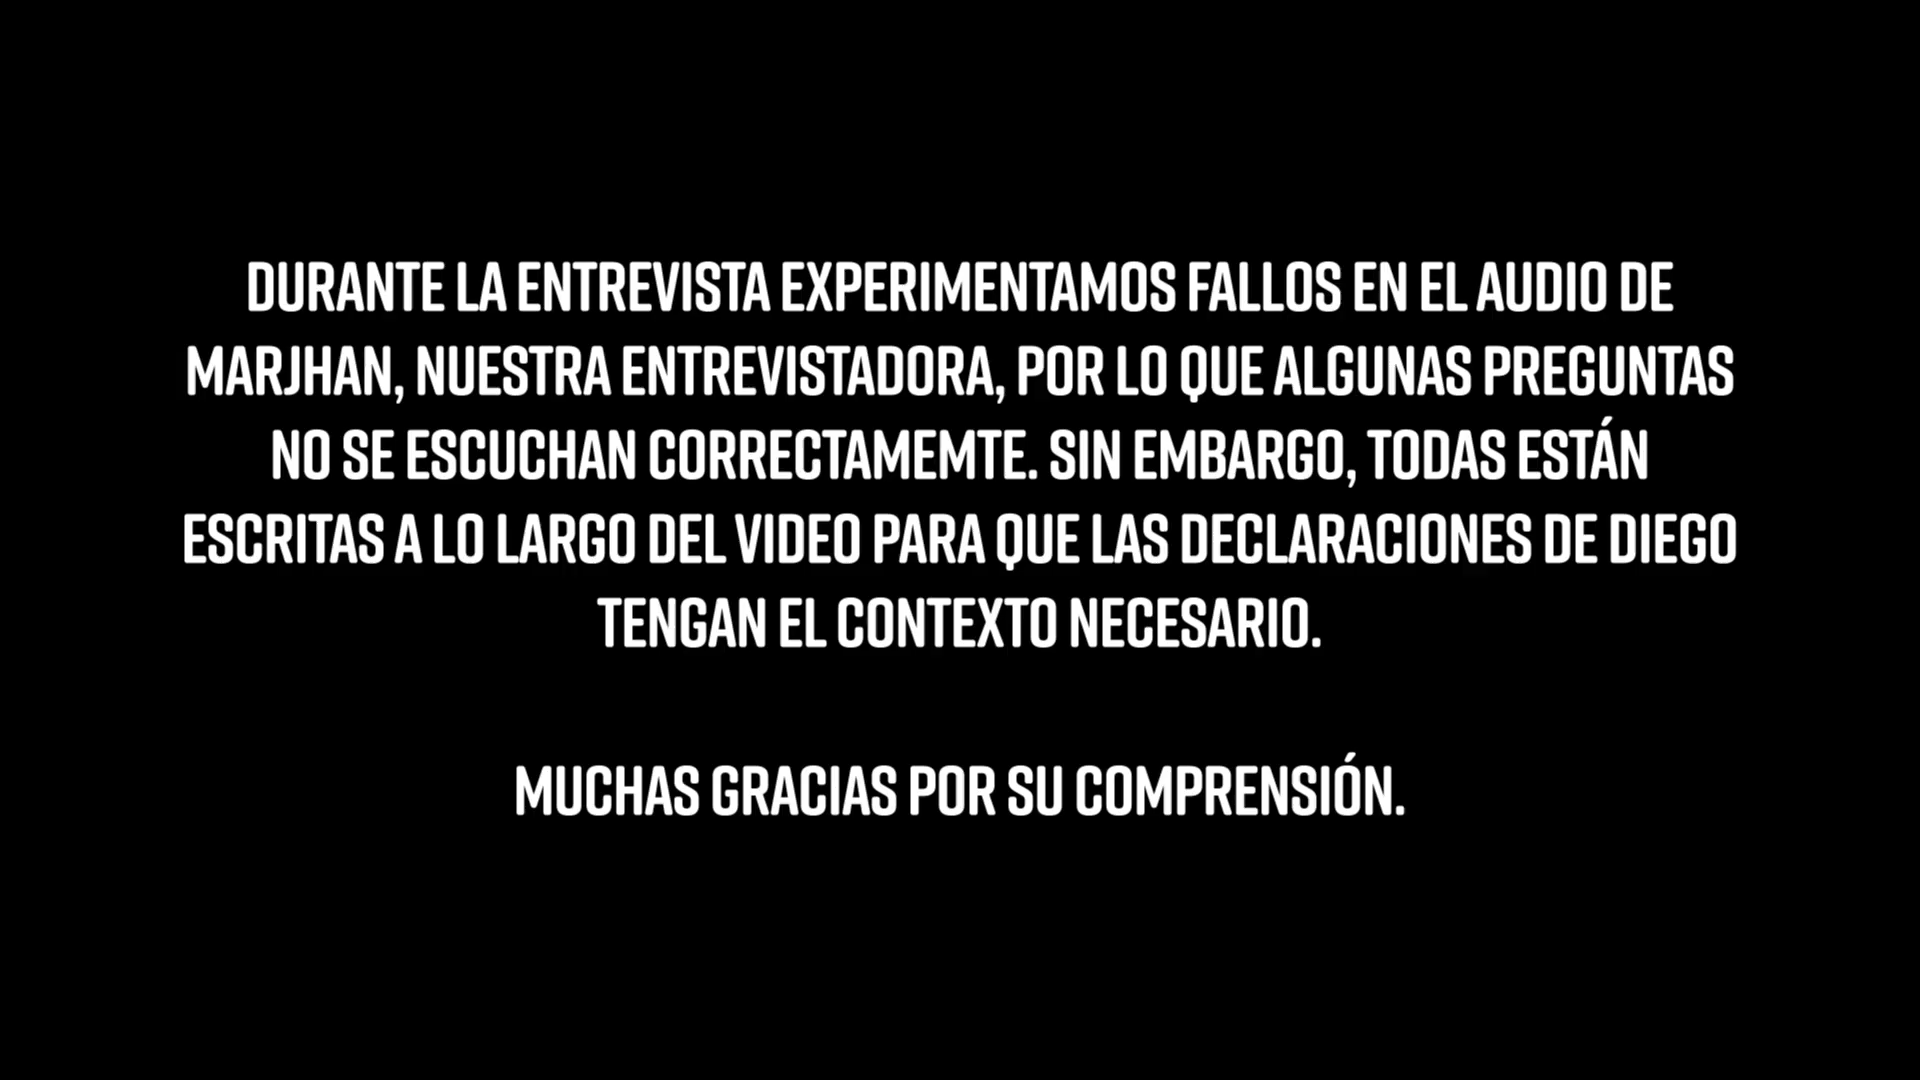 DURANTE LA ENTREVISTA EXPERIMENTAMOS FALLOS EN EL AUDIO DE
MARJHAN, NUESTRA ENTREVISTADORA, POR LO QUE ALGUNAS PREGUNTAS
NO SE ESCUCHAN CORRECTAMEMTE. SIN EMBARGO, TODAS ESTÁN
ESCRITAS A LO LARGO DEL VIDEO PARA QUE LAS DECLARACIONES DE DIEGO
TENGAN EL CONTEXTO NECESARIO.
MUCHAS GRACIAS POR SU COMPRENSIÓN.